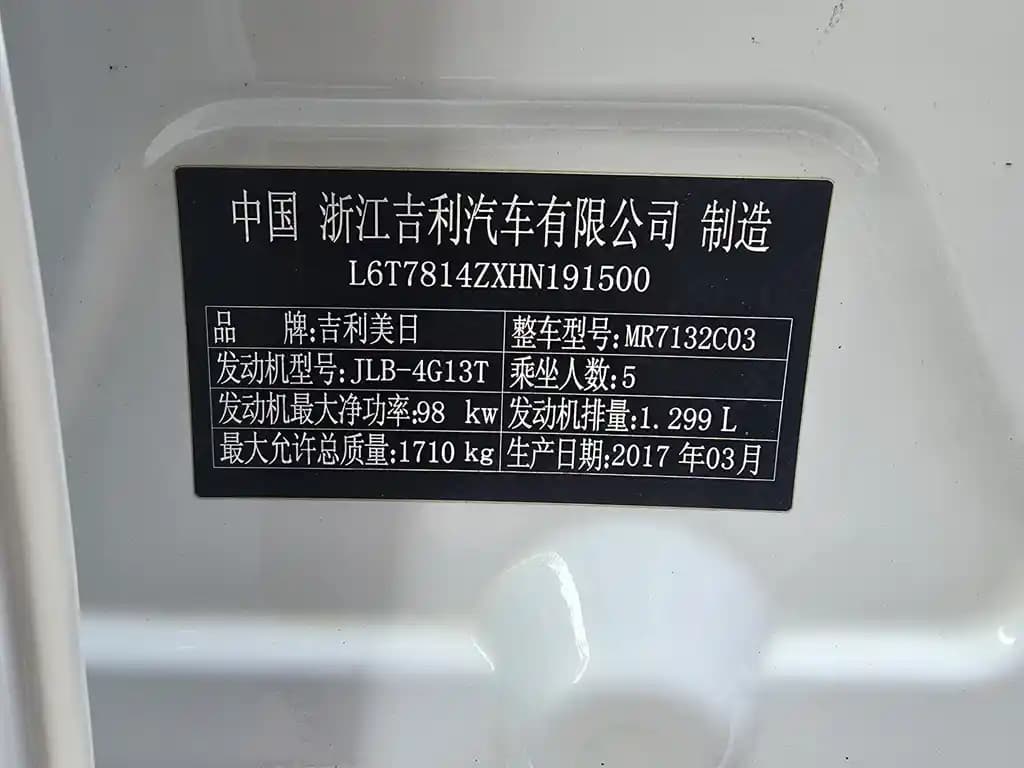 中国 浙江吉利汽车有限公司 制造
L6T7814ZXHN191500
品 牌:吉利美日 整车型号:MR7132C03
发动机型号:JLB-4G13T 乘坐人数:5
发动机最大净功率:98 kw 发动机排量:1.299 L
最大允许总质量:1710 kg 生产日期:2017 年03月